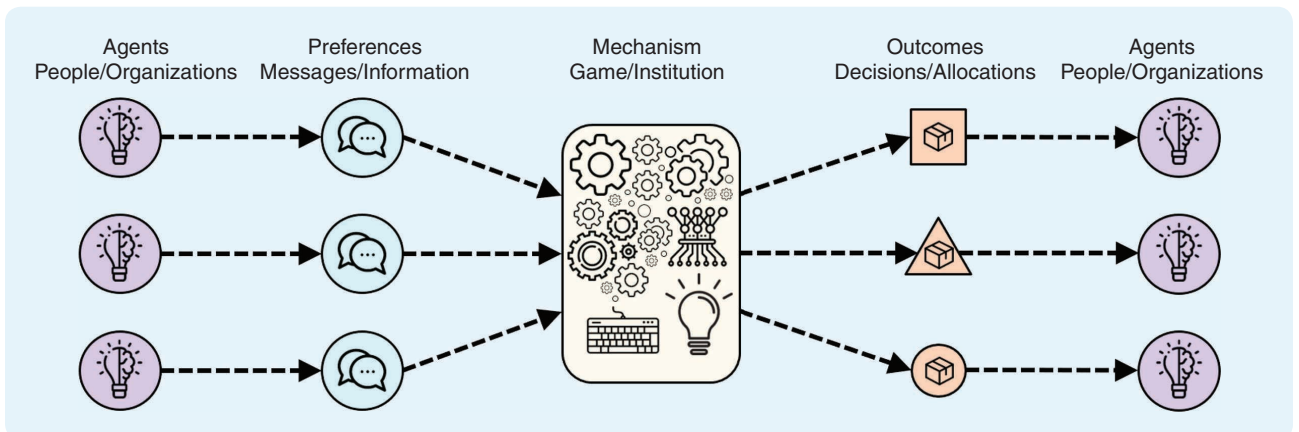 Agents
People/Organizations
Preferences
Messages/Information
Mechanism
Game/Institution
Outcomes
Decisions/Allocations
Agents
People/Organizations